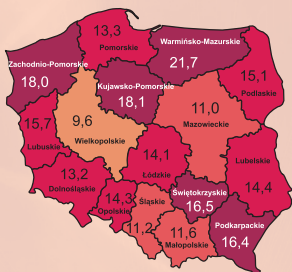 13,3
Pomorskie
Warmińsko-Mazurskie
21,7
Zachodnio-Pomorskie
18,0
Kujawsko-Pomorskie
18,1
15,1
Podlaskie
9,6
Wielkopolskie
11,0
Mazowieckie
15,7
Lubuskie
14,1
Łódzkie
13,2
Dolnośląskie
Lubelskie
14,4
14,3
Opolskie
Śląskie
11,2
Świętokrzyskie
16,5
11,6
Małopolskie
Podkarpackie
16,4